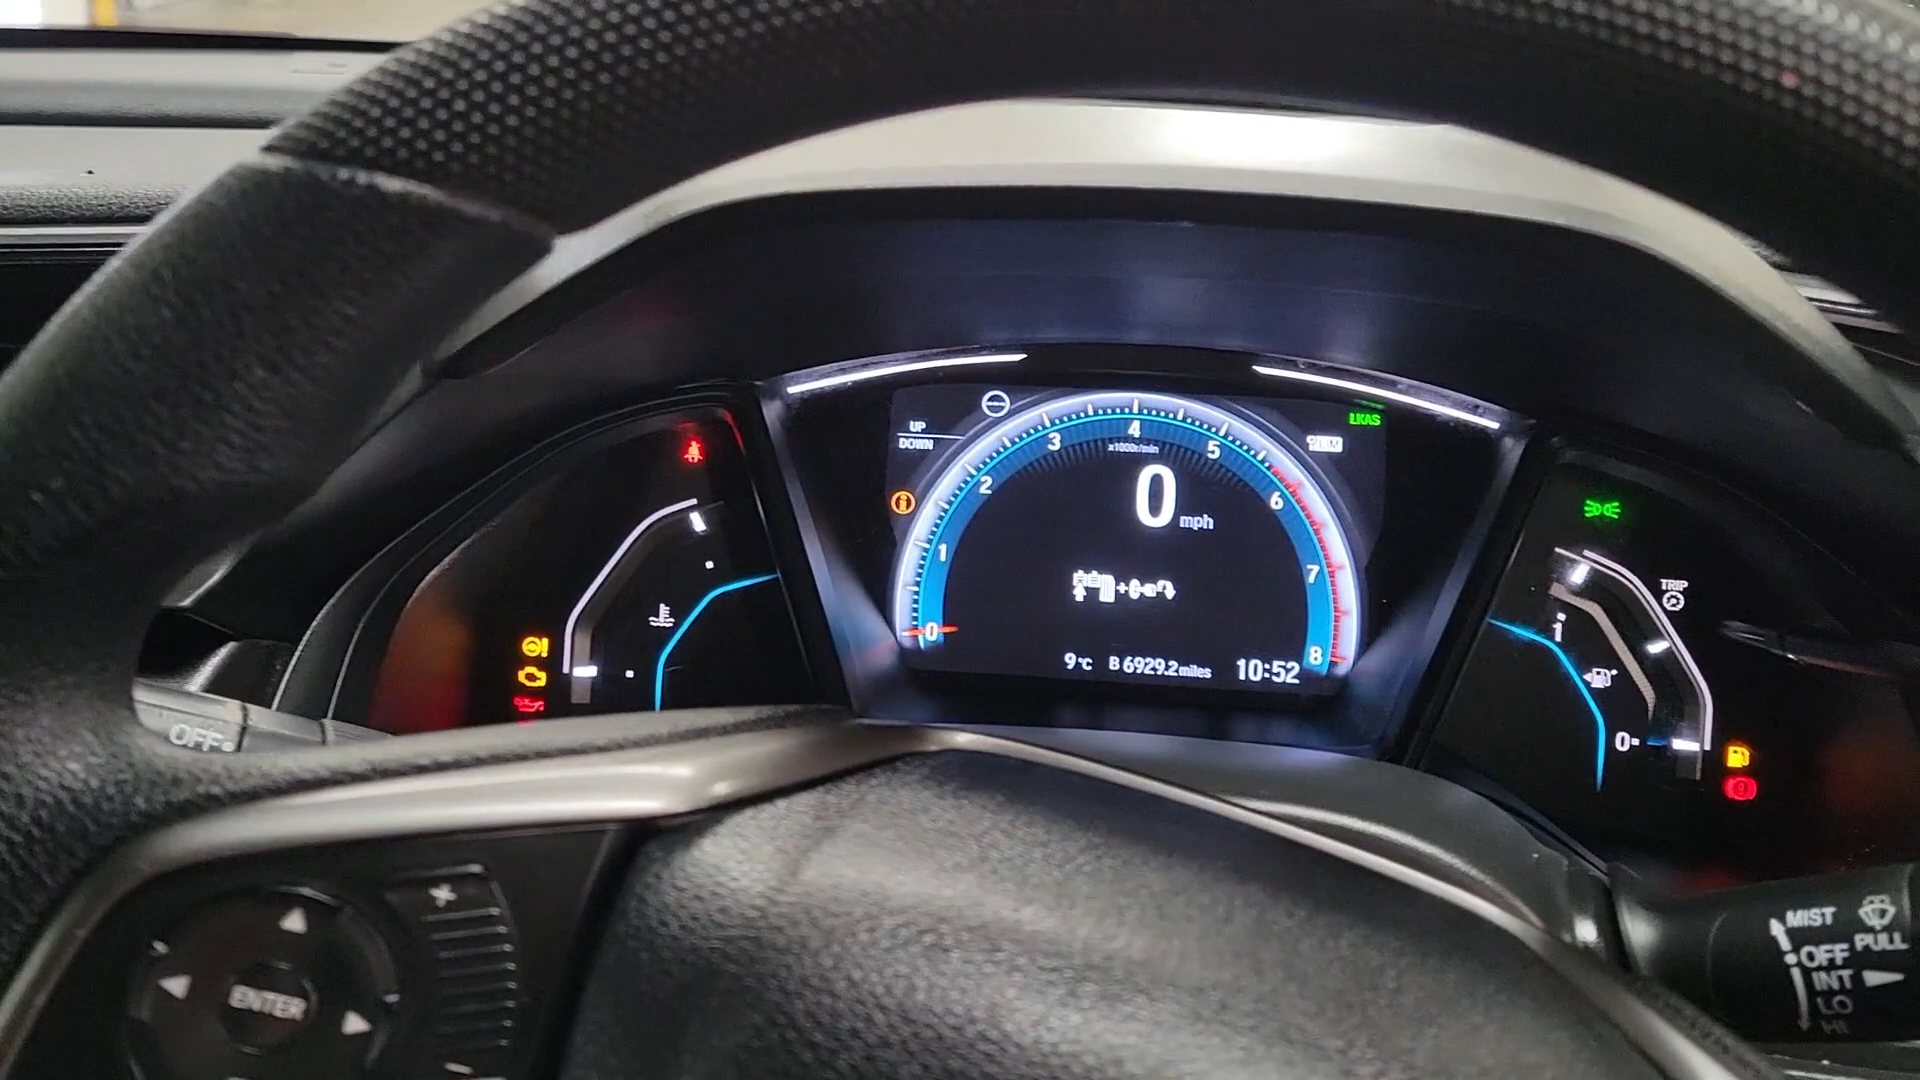 UP
DOWN
LKAS
3
4
5
x1000r/min
2
0 mph
6
1
7
0
8
9°C
B 6929.2 miles
10:52
TRIP
0
OFF
ENTER
+
MIST
OFF PULL
INT
LO
HI